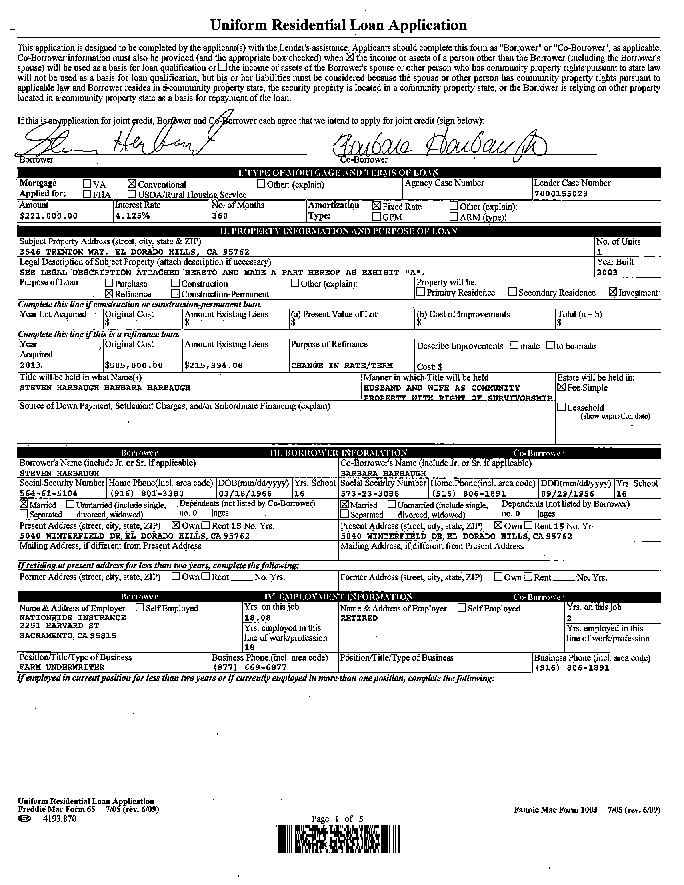 Uniform Residential Loan Application
This application is designed to be completed by the applicant(s) with the Lender's assistance. Applicants should complete this form as "Borrower" or "Co-Borrower", as applicable.
Co-Borrower information must also be provided (and the appropriate box checked) when ☒ the income or assets of a person other than the Borrower (including the Borrower's
spouse) will be used as a basis for loan qualification or ☐ the income or assets of the Borrower's spouse or other person who has community property rights pursuant to state law
will not be used as a basis for loan qualification, but his or her liabilities must be considered because the spouse or other person has community property rights pursuant to
applicable law and Borrower resides in a community property state, the security property is located in a community property state, or the Borrower is relying on other property
located in a community property state as a basis for repayment of the loan.
If this is an application for joint credit, Borrower and Co-Borrower each agree that we intend to apply for joint credit (sign below):
Borrower Co-Borrower
I. TYPE OF MORTGAGE AND TERMS OF LOAN
Mortgage ☐ VA ☒ Conventional ☐ Other: (explain) Agency Case Number Lender Case Number
Applied for: ☐ FHA ☐ USDA/Rural Housing Service 7000153023
Amount Interest Rate No. of Months Amortization ☒ Fixed Rate ☐ Other (explain):
$221,000.00 4.125% 360 Type: ☐ GPM ☐ ARM (type):
II. PROPERTY INFORMATION AND PURPOSE OF LOAN
Subject Property Address (street, city, state & ZIP) No. of Units
3546 TRENTON WAY, EL DORADO HILLS, CA 95762 1
Legal Description of Subject Property (attach description if necessary) Year Built
SEE LEGAL DESCRIPTION ATTACHED HERETO AND MADE A PART HEREOF AS EXHIBIT "A". 2003
Purpose of Loan ☐ Purchase ☐ Construction ☐ Other (explain): Property will be:
☒ Refinance ☐ Construction-Permanent ☐ Primary Residence ☐ Secondary Residence ☒ Investment
Complete this line if construction or construction-permanent loan.
Year Lot Acquired Original Cost Amount Existing Liens (a) Present Value of Lot (b) Cost of Improvements Total (a + b)
$ $ $ $ $
Complete this line if this is a refinance loan.
Year Original Cost Amount Existing Liens Purpose of Refinance Describe Improvements ☐ made ☐ to be made
Acquired
2013 $505,000.00 $215,394.00 CHANGE IN RATE/TERM Cost: $
Title will be held in what Name(s) Manner in which Title will be held Estate will be held in:
STEVEN HARBAUGH BARBARA HARBAUGH HUSBAND AND WIFE AS COMMUNITY ☒ Fee Simple
PROPERTY WITH RIGHT OF SURVIVORSHIP
Source of Down Payment, Settlement Charges, and/or Subordinate Financing (explain) ☐ Leasehold
(show expiration date)
Borrower III. BORROWER INFORMATION Co-Borrower
Borrower's Name (include Jr. or Sr. if applicable) Co-Borrower's Name (include Jr. or Sr. if applicable)
STEVEN HARBAUGH BARBARA HARBAUGH
Social Security Number Home Phone (incl. area code) DOB (mm/dd/yyyy) Yrs. School Social Security Number Home Phone (incl. area code) DOB (mm/dd/yyyy) Yrs School
564-61-5104 (916) 801-3383 03/16/1956 16 573-23-3096 (916) 806-1891 09/29/1956 16
☒ Married ☐ Unmarried (include single, Dependents (not listed by Co-Borrower) ☒ Married ☐ Unmarried (include single, Dependents (not listed by Borrower)
☐ Separated divorced, widowed) no. 0 ages ☐ Separated divorced, widowed) no. 0 ages
Present Address (street, city, state, ZIP) ☒ Own ☐ Rent 15 No. Yrs. Present Address (street, city, state, ZIP) ☒ Own ☐ Rent 15 No. Yr
5040 WINTERFIELD DR, EL DORADO HILLS, CA 95762 5040 WINTERFIELD DR, EL DORADO HILLS, CA 95762
Mailing Address, if different from Present Address Mailing Address, if different from Present Address
If residing at present address for less than two years, complete the following:
Former Address (street, city, state, ZIP) ☐ Own ☐ Rent ____ No. Yrs. Former Address (street, city, state, ZIP) ☐ Own ☐ Rent ____ No. Yrs.
Borrower IV. EMPLOYMENT INFORMATION Co-Borrower
Name & Address of Employer ☐ Self Employed Yrs. on this job Name & Address of Employer ☐ Self Employed Yrs. on this job
NATIONWIDE INSURANCE 18.08 RETIRED 2
2251 HARVARD ST Yrs. employed in this Yrs. employed in this
SACRAMENTO, CA 95815 line of work/profession line of work/profession
18
Position/Title/Type of Business Business Phone (incl. area code) Position/Title/Type of Business Business Phone (incl. area code)
FARM UNDERWRITER (877) 669-6877 (916) 806-1891
If employed in current position for less than two years or if currently employed in more than one position, complete the following:
Uniform Residential Loan Application
Freddie Mac Form 65 7/05 (rev. 6/09) Fannie Mae Form 1003 7/05 (rev. 6/09)
4193.870 Page 1 of 5